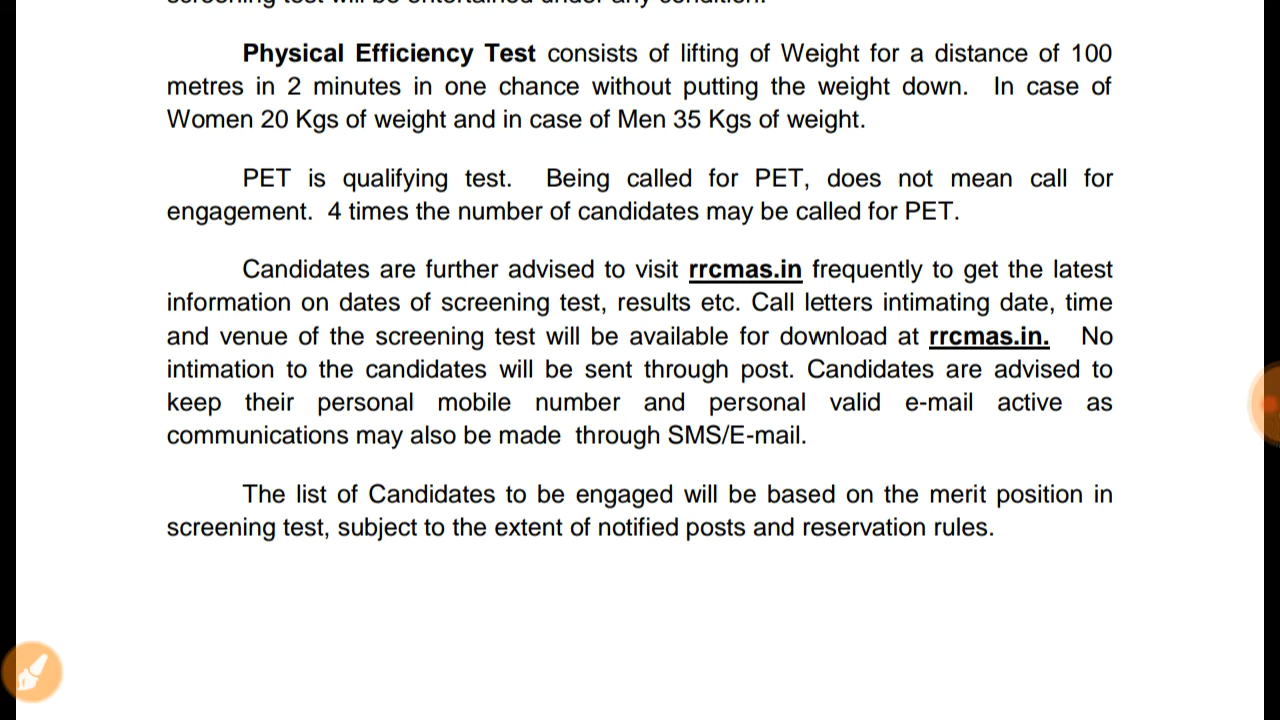 screening test will be entertained under any condition.
Physical Efficiency Test consists of lifting of Weight for a distance of 100
metres in 2 minutes in one chance without putting the weight down. In case of
Women 20 Kgs of weight and in case of Men 35 Kgs of weight.
PET is qualifying test. Being called for PET, does not mean call for
engagement. 4 times the number of candidates may be called for PET.
Candidates are further advised to visit rrcmas.in frequently to get the latest
information on dates of screening test, results etc. Call letters intimating date, time
and venue of the screening test will be available for download at rrcmas.in. No
intimation to the candidates will be sent through post. Candidates are advised to
keep their personal mobile number and personal valid e-mail active as
communications may also be made through SMS/E-mail.
The list of Candidates to be engaged will be based on the merit position in
screening test, subject to the extent of notified posts and reservation rules.